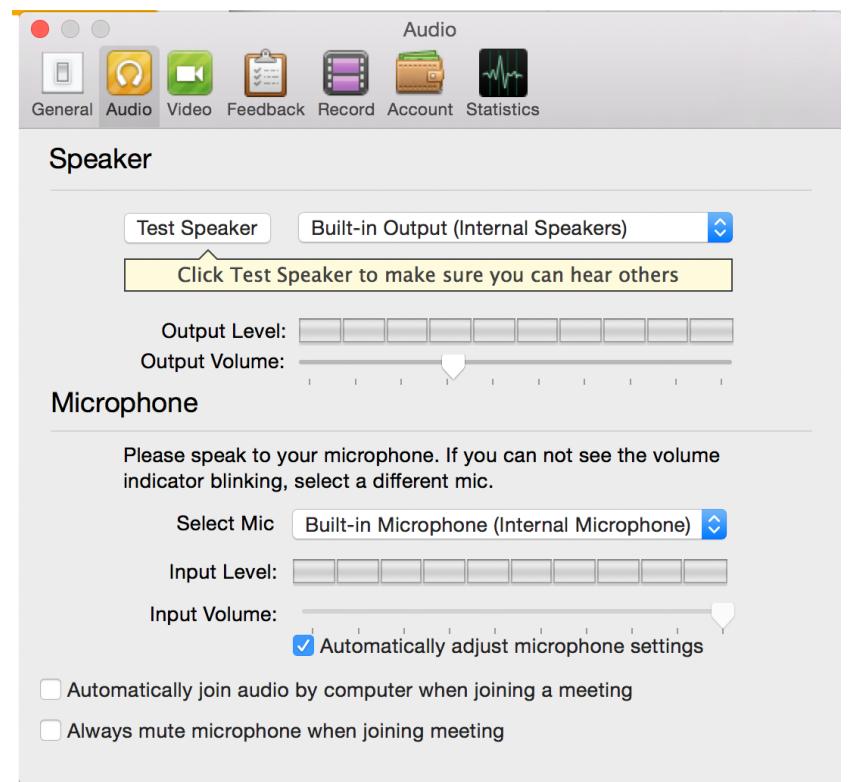 Audio
General Audio Video Feedback Record Account Statistics
Speaker
Test Speaker Built-in Output (Internal Speakers)
Click Test Speaker to make sure you can hear others
Output Level:
Output Volume:
Microphone
Please speak to your microphone. If you can not see the volume
indicator blinking, select a different mic.
Select Mic Built-in Microphone (Internal Microphone)
Input Level:
Input Volume:
Automatically adjust microphone settings
Automatically join audio by computer when joining a meeting
Always mute microphone when joining meeting